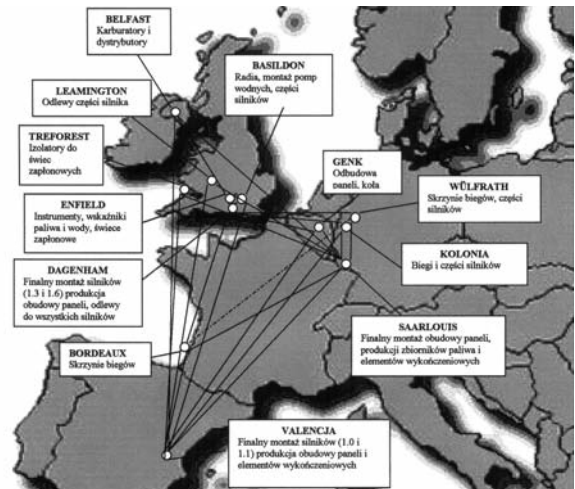 BELFAST
Karburatory i
dystrybutory
BASILDON
Radia, montaż pomp
wodnych, części
silników
LEAMINGTON
Odlewy części silnika
TREFOREST
Izolatory do
świec
zapłonowych
GENK
Odbudowa
paneli, koła
WÜLFRATH
Skrzynie biegów, części
silników
ENFIELD
Instrumenty, wskaźniki
paliwa i wody, świece
zapłonowe
KOLONIA
Biegi i części silników
DAGENHAM
Finalny montaż silników
(1.3 i 1.6) produkcja
obudowy paneli, odlewy
do wszystkich silników
SAARLOUIS
Finalny montaż obudowy paneli,
produkcji zbiorników paliwa i
elementów wykończeniowych
BORDEAUX
Skrzynie biegów
VALENCJA
Finalny montaż silników (1.0 i
1.1) produkcja obudowy paneli i
elementów wykończeniowych